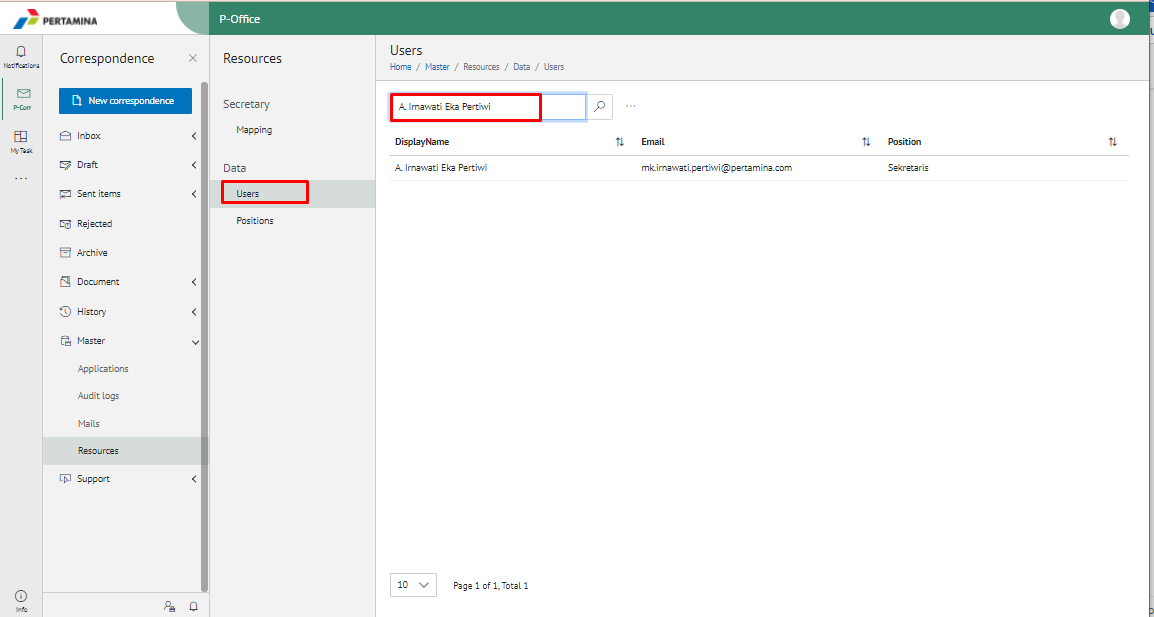 PERTAMINA
P-Office
Notifications
P-Corr
My Task
Info
Correspondence
New correspondence
Inbox
Draft
Sent items
Rejected
Archive
Document
History
Master
Applications
Audit logs
Mails
Resources
Support
Resources
Secretary
Mapping
Data
Users
Positions
Users
Home / Master / Resources / Data / Users
A. Irnawati Eka Pertiwi
DisplayName Email Position
A. Irnawati Eka Pertiwi mk.irnawati.pertiwi@pertamina.com Sekretaris
10 Page 1 of 1, Total 1